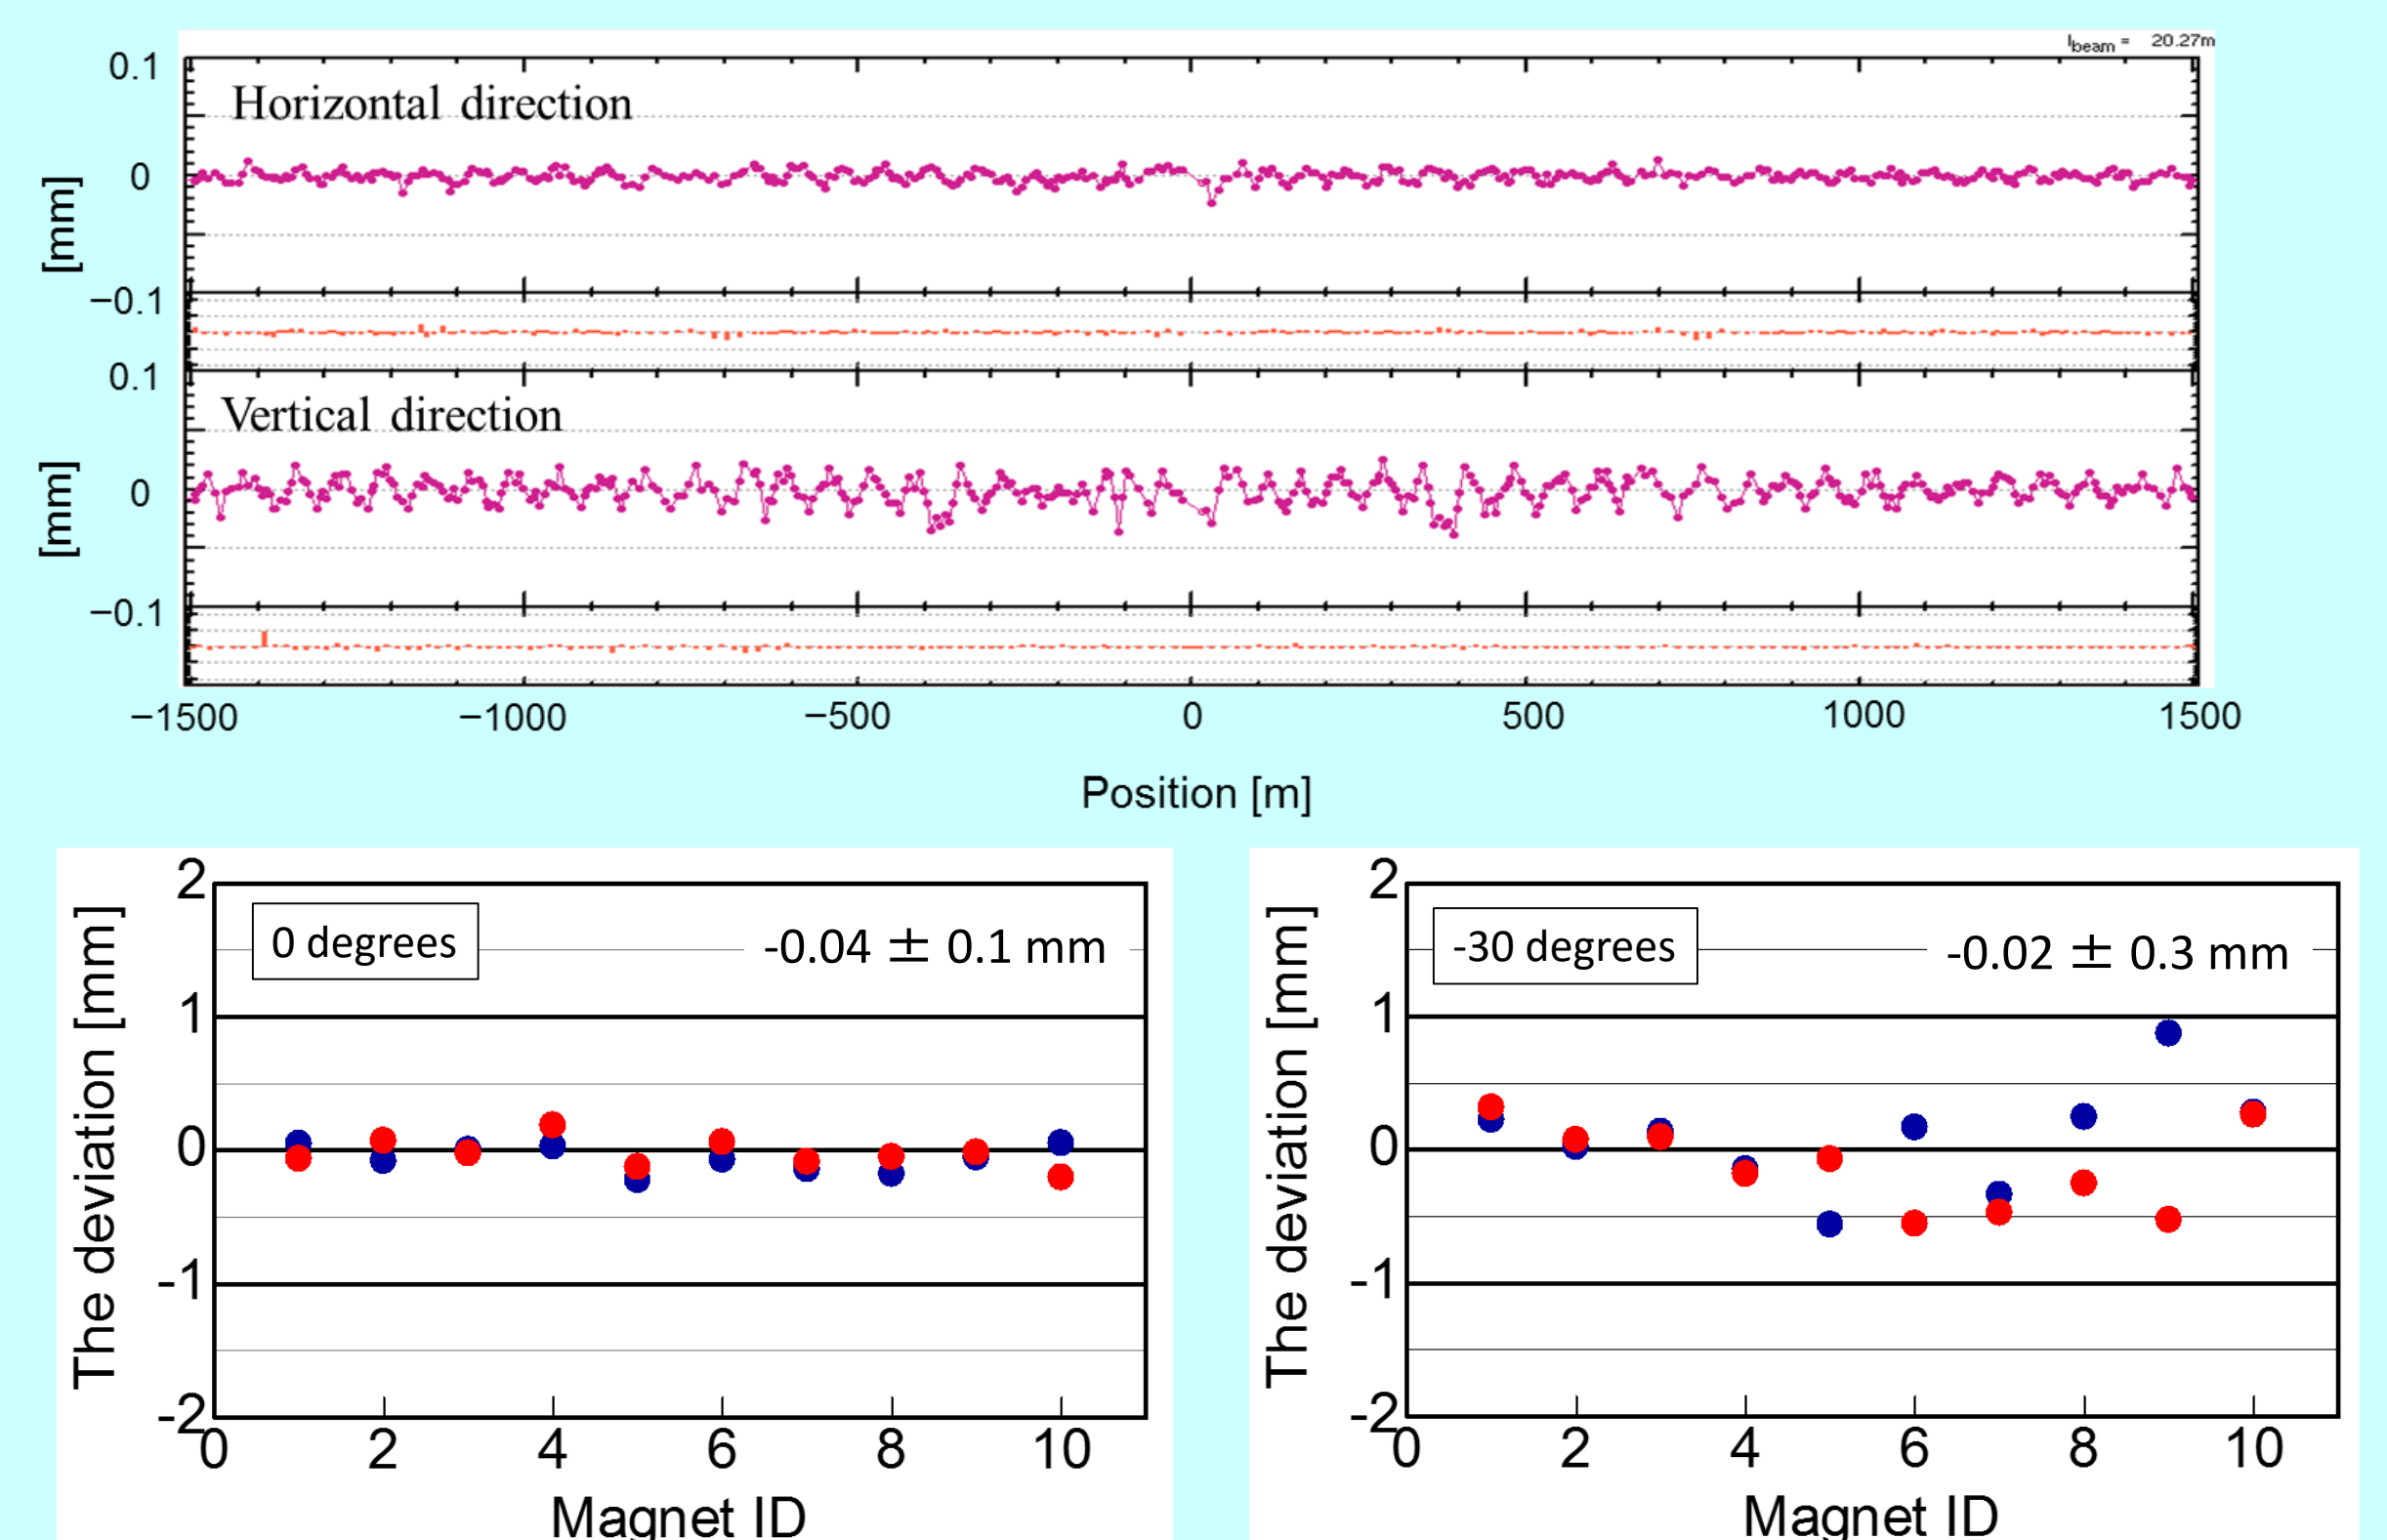 Ibeam = 20.27m
0.1
Horizontal direction
0
[mm]
−0.1
0.1
Vertical direction
0
[mm]
−0.1
−1500 −1000 −500 0 500 1000 1500
Position [m]
2
0 degrees -0.04 ± 0.1 mm
1
The deviation [mm]
0
-1
-2
0 2 4 6 8 10
Magnet ID
2
-30 degrees -0.02 ± 0.3 mm
1
The deviation [mm]
0
-1
-2
0 2 4 6 8 10
Magnet ID